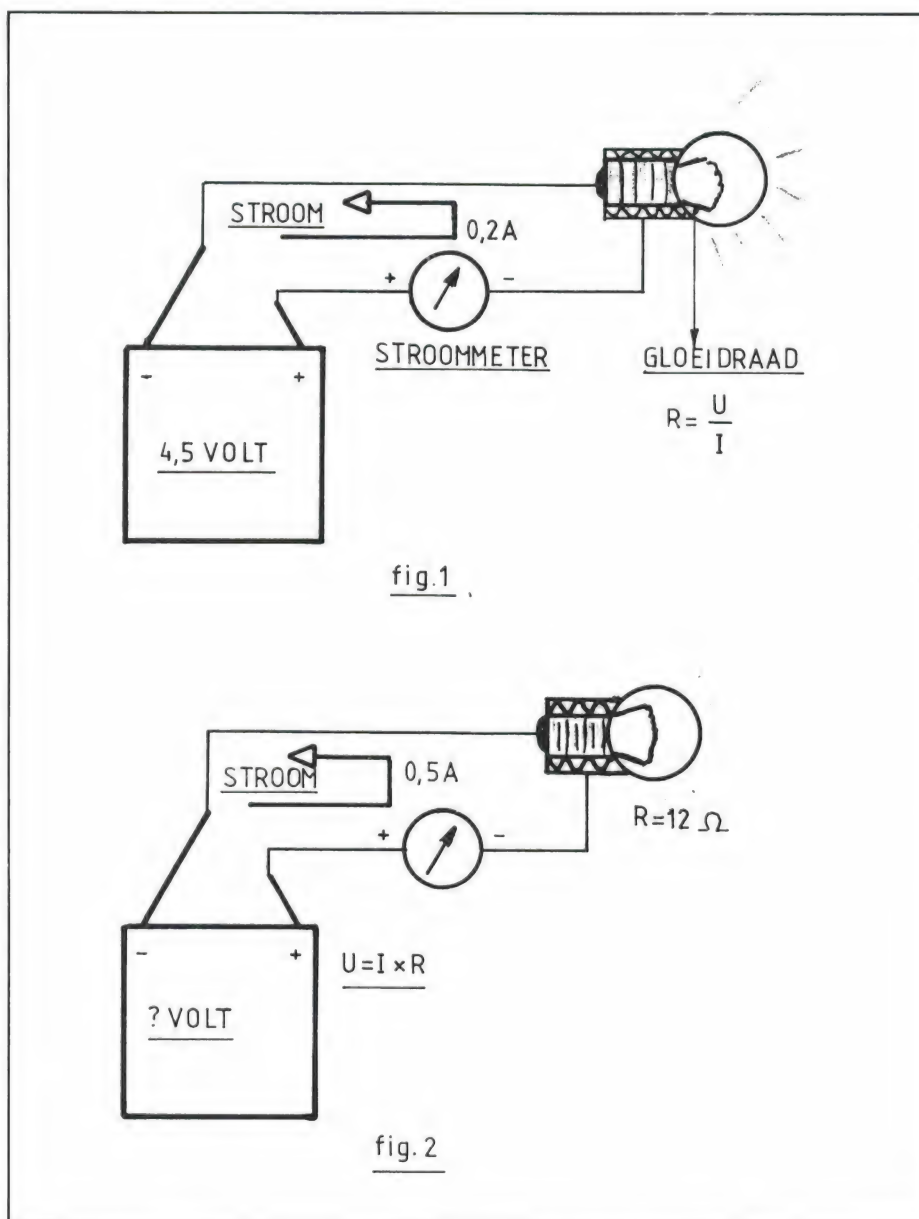 STROOM
0,2A
+ -
STROOMMETER
GLOEIDRAAD
- +
R= U
I
4,5 VOLT
fig.1
STROOM
0,5A
R=12 Ω
+ -
- +
U=I×R
? VOLT
fig. 2